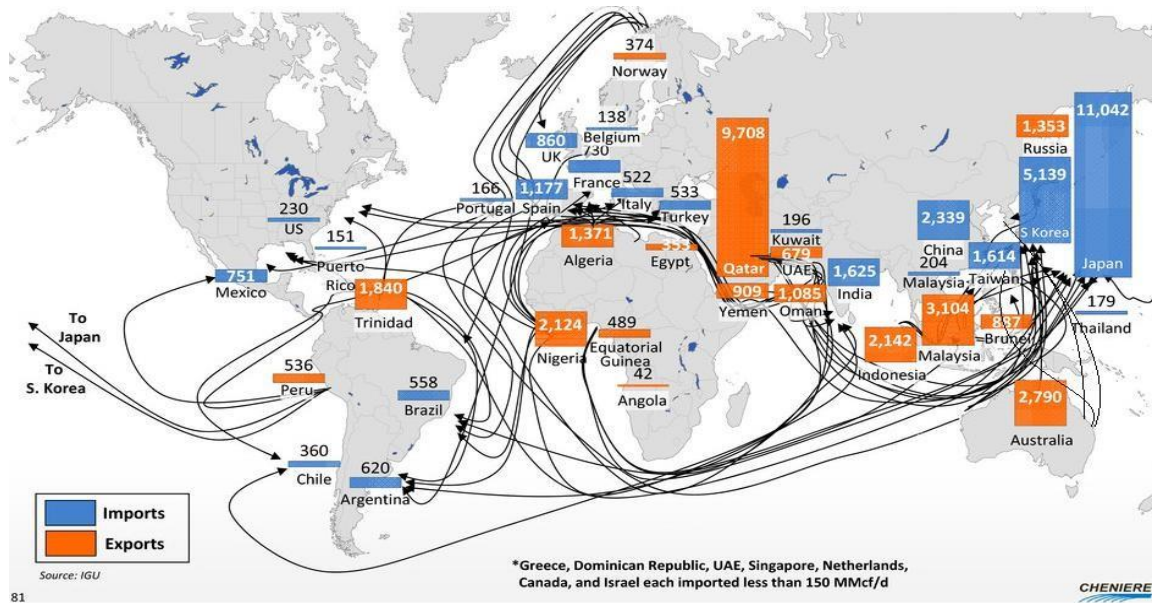 374
Norway
138
Belgium
860
UK
730
France
522
Italy
533
Turkey
166
Portugal
1,177
Spain
230
US
151
Puerto
Rico
751
Mexico
1,840
Trinidad
1,371
Algeria
353
Egypt
9,708
Qatar
196
Kuwait
679
UAE
909
Yemen
1,085
Oman
1,625
India
2,339
China
204
Malaysia
1,614
Taiwan
1,353
Russia
5,139
S Korea
11,042
Japan
179
Thailand
3,104
Malaysia
2,142
Indonesia
Brunei
2,790
Australia
2,124
Nigeria
489
Equatorial
Guinea
42
Angola
To
Japan
To
S. Korea
536
Peru
558
Brazil
360
Chile
620
Argentina
Imports
Exports
Source: IGU
*Greece, Dominican Republic, UAE, Singapore, Netherlands,
Canada, and Israel each imported less than 150 MMcf/d
CHENIERE
81